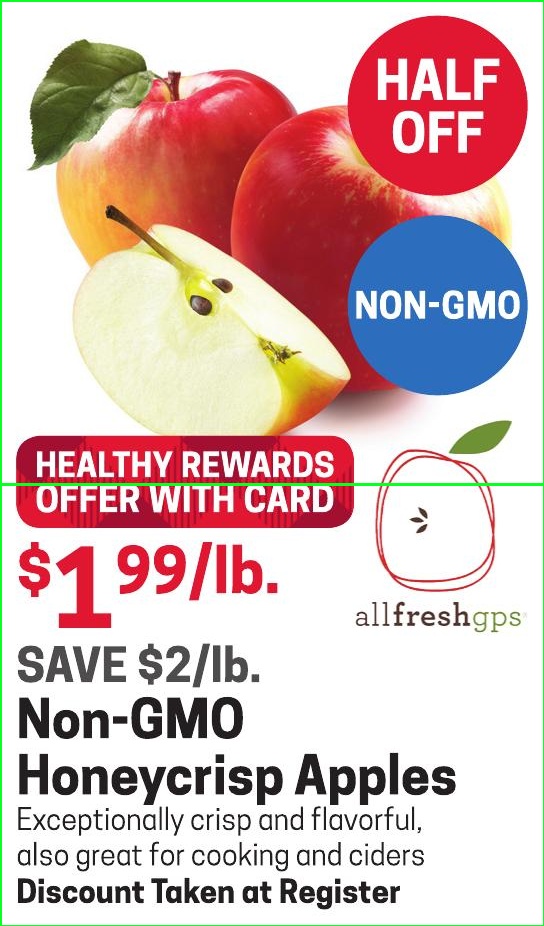 HALF
OFF
NON-GMO
HEALTHY REWARDS
OFFER WITH CARD
$1 99/lb.
allfreshgps
SAVE $2/lb.
Non-GMO
Honeycrisp Apples
Exceptionally crisp and flavorful,
also great for cooking and ciders
Discount Taken at Register